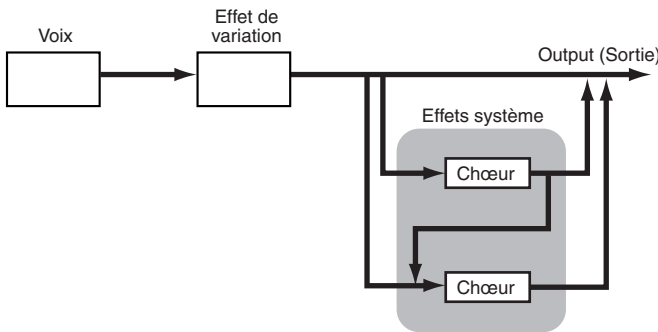 Voix
Effet de
variation
Output (Sortie)
Effets système
Chœur
Chœur